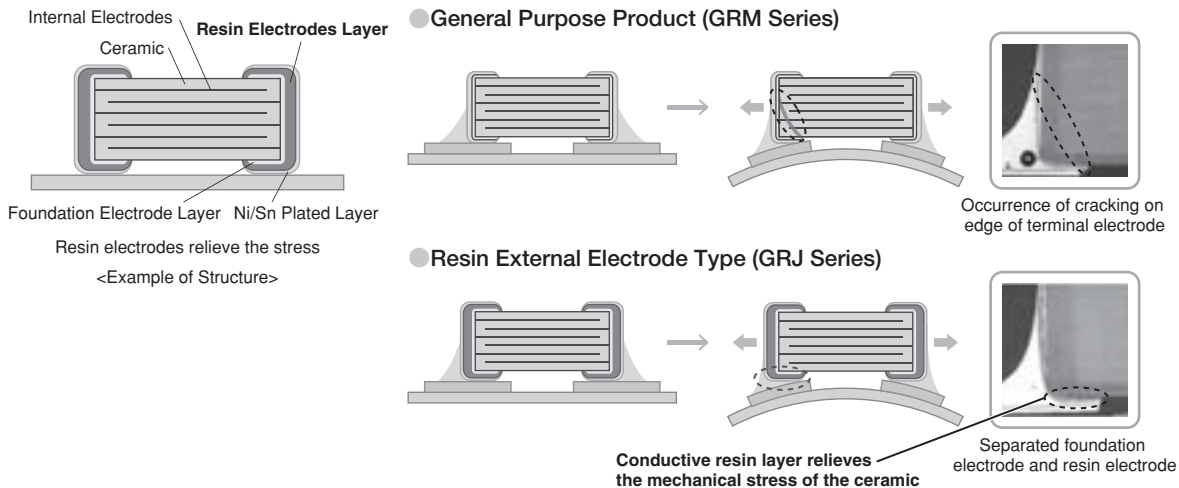 Internal Electrodes
Resin Electrodes Layer
Ceramic
Foundation Electrode Layer
Ni/Sn Plated Layer
Resin electrodes relieve the stress
<Example of Structure>
General Purpose Product (GRM Series)
Occurrence of cracking on
edge of terminal electrode
Resin External Electrode Type (GRJ Series)
Conductive resin layer relieves
the mechanical stress of the ceramic
Separated foundation
electrode and resin electrode